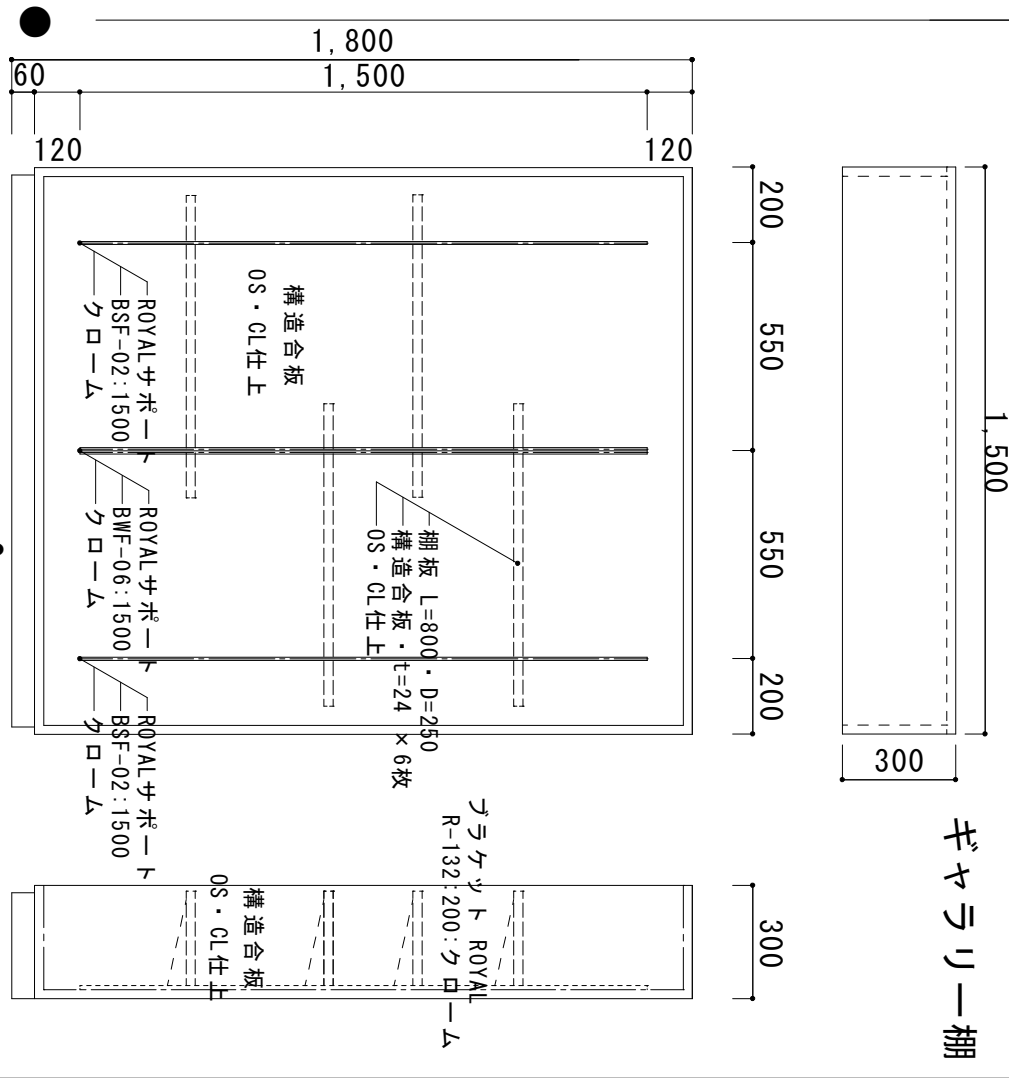 ギャラリー棚
1,500
300
1,800
60
1,500
120
120
200
550
550
200
構造合板
OS・CL仕上
ROYALサポート
BSF-02:1500
クローム
ROYALサポート
BWF-06:1500
クローム
棚板 L=800・D=250
構造合板・t=24 ×6枚
OS・CL仕上
ROYALサポート
BSF-02:1500
クローム
300
ブラケット ROYAL
R-132:200:クローム
構造合板
OS・CL仕上